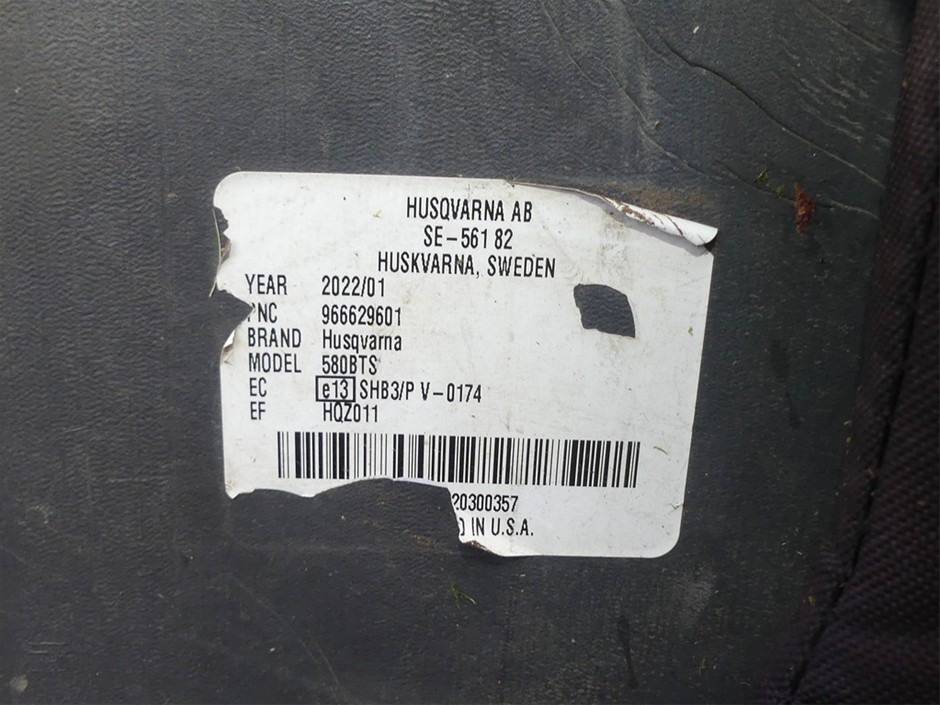 HUSQVARNA AB
SE-561 82
HUSKVARNA, SWEDEN
YEAR 2022/01
PNC 966629601
BRAND Husqvarna
MODEL 580BTS
EC e13 SHB3/P V-0174
EF HQZ011
20300357
IN U.S.A.